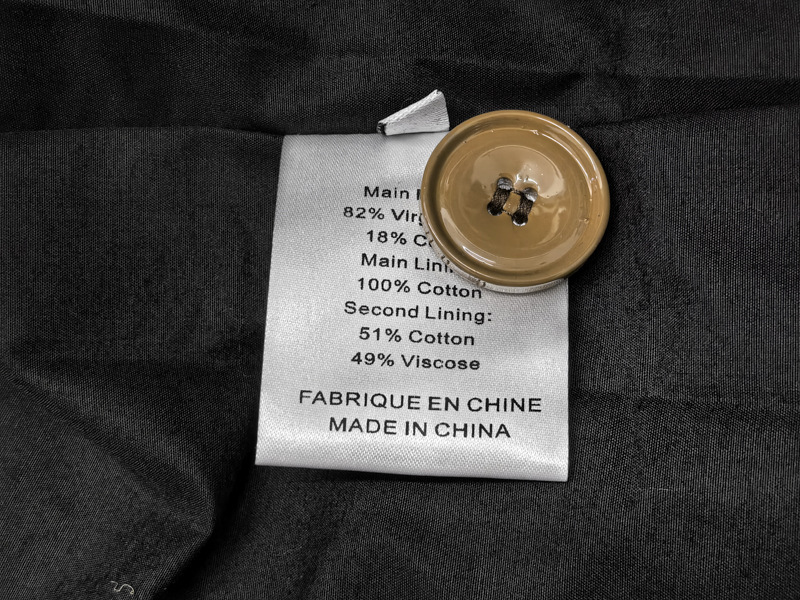 Main
82%
18%
Main
100% Cotton
Second Lining:
51% Cotton
49% Viscose
FABRIQUE EN CHINE
MADE IN CHINA